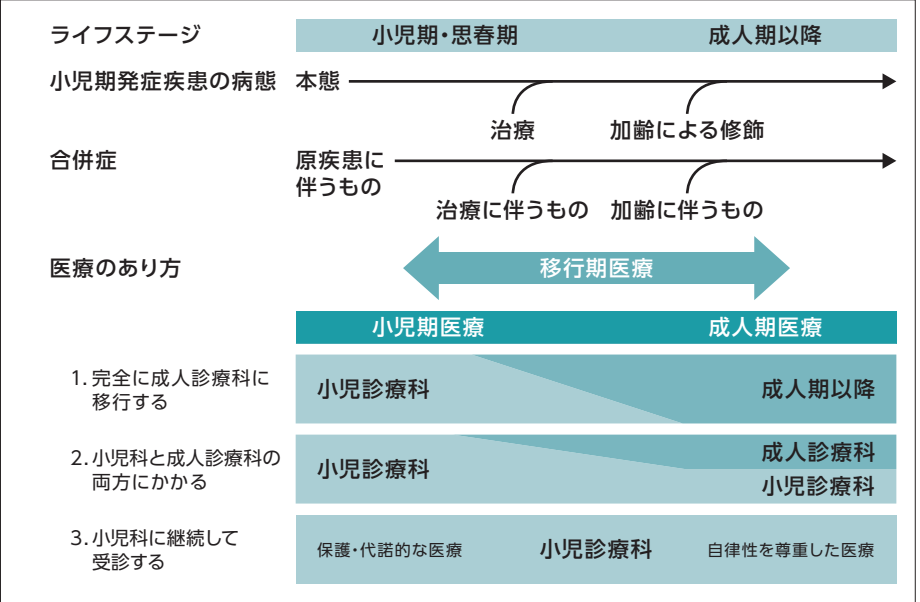 ライフステージ 小児期・思春期 成人期以降
小児期発症疾患の病態 本態
治療 加齢による修飾
合併症 原疾患に
伴うもの
治療に伴うもの 加齢に伴うもの
医療のあり方 移行期医療
小児期医療 成人期医療
1. 完全に成人診療科に
移行する
小児診療科 成人期以降
2. 小児科と成人診療科の
両方にかかる
小児診療科 成人診療科
小児診療科
3. 小児科に継続して
受診する
保護・代諾的な医療 小児診療科 自律性を尊重した医療